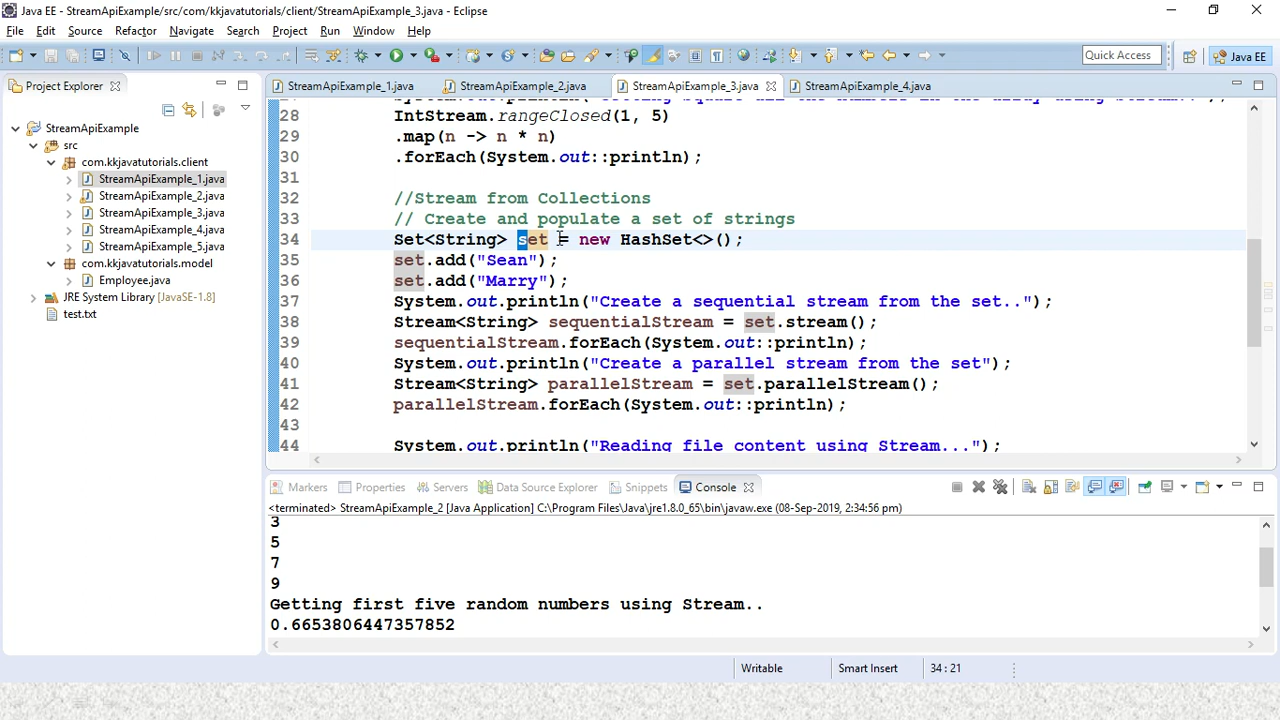 Java EE - StreamApiExample/src/com/kkjavatutorials/client/StreamApiExample_3.java - Eclipse
File Edit Source Refactor Navigate Search Project Run Window Help
Quick Access
Java EE
Project Explorer
StreamApiExample_1.java
StreamApiExample_2.java
StreamApiExample_3.java
StreamApiExample_4.java
StreamApiExample
src
com.kkjavatutorials.client
StreamApiExample_1.java
StreamApiExample_2.java
StreamApiExample_3.java
StreamApiExample_4.java
StreamApiExample_5.java
com.kkjavatutorials.model
Employee.java
JRE System Library [JavaSE-1.8]
test.txt
28 IntStream.rangeClosed(1, 5)
29 .map(n -> n * n)
30 .forEach(System.out::println);
31
32 //Stream from Collections
33 // Create and populate a set of strings
34 Set<String> set = new HashSet<>();
35 set.add("Sean");
36 set.add("Marry");
37 System.out.println("Create a sequential stream from the set..");
38 Stream<String> sequentialStream = set.stream();
39 sequentialStream.forEach(System.out::println);
40 System.out.println("Create a parallel stream from the set");
41 Stream<String> parallelStream = set.parallelStream();
42 parallelStream.forEach(System.out::println);
43
44 System.out.println("Reading file content using Stream...");
Markers Properties Servers Data Source Explorer Snippets Console
<terminated> StreamApiExample_2 [Java Application] C:\Program Files\Java\jre1.8.0_65\bin\javaw.exe (08-Sep-2019, 2:34:56 pm)
3
5
7
9
Getting first five random numbers using Stream..
0.6653806447357852
Writable Smart Insert 34 : 21